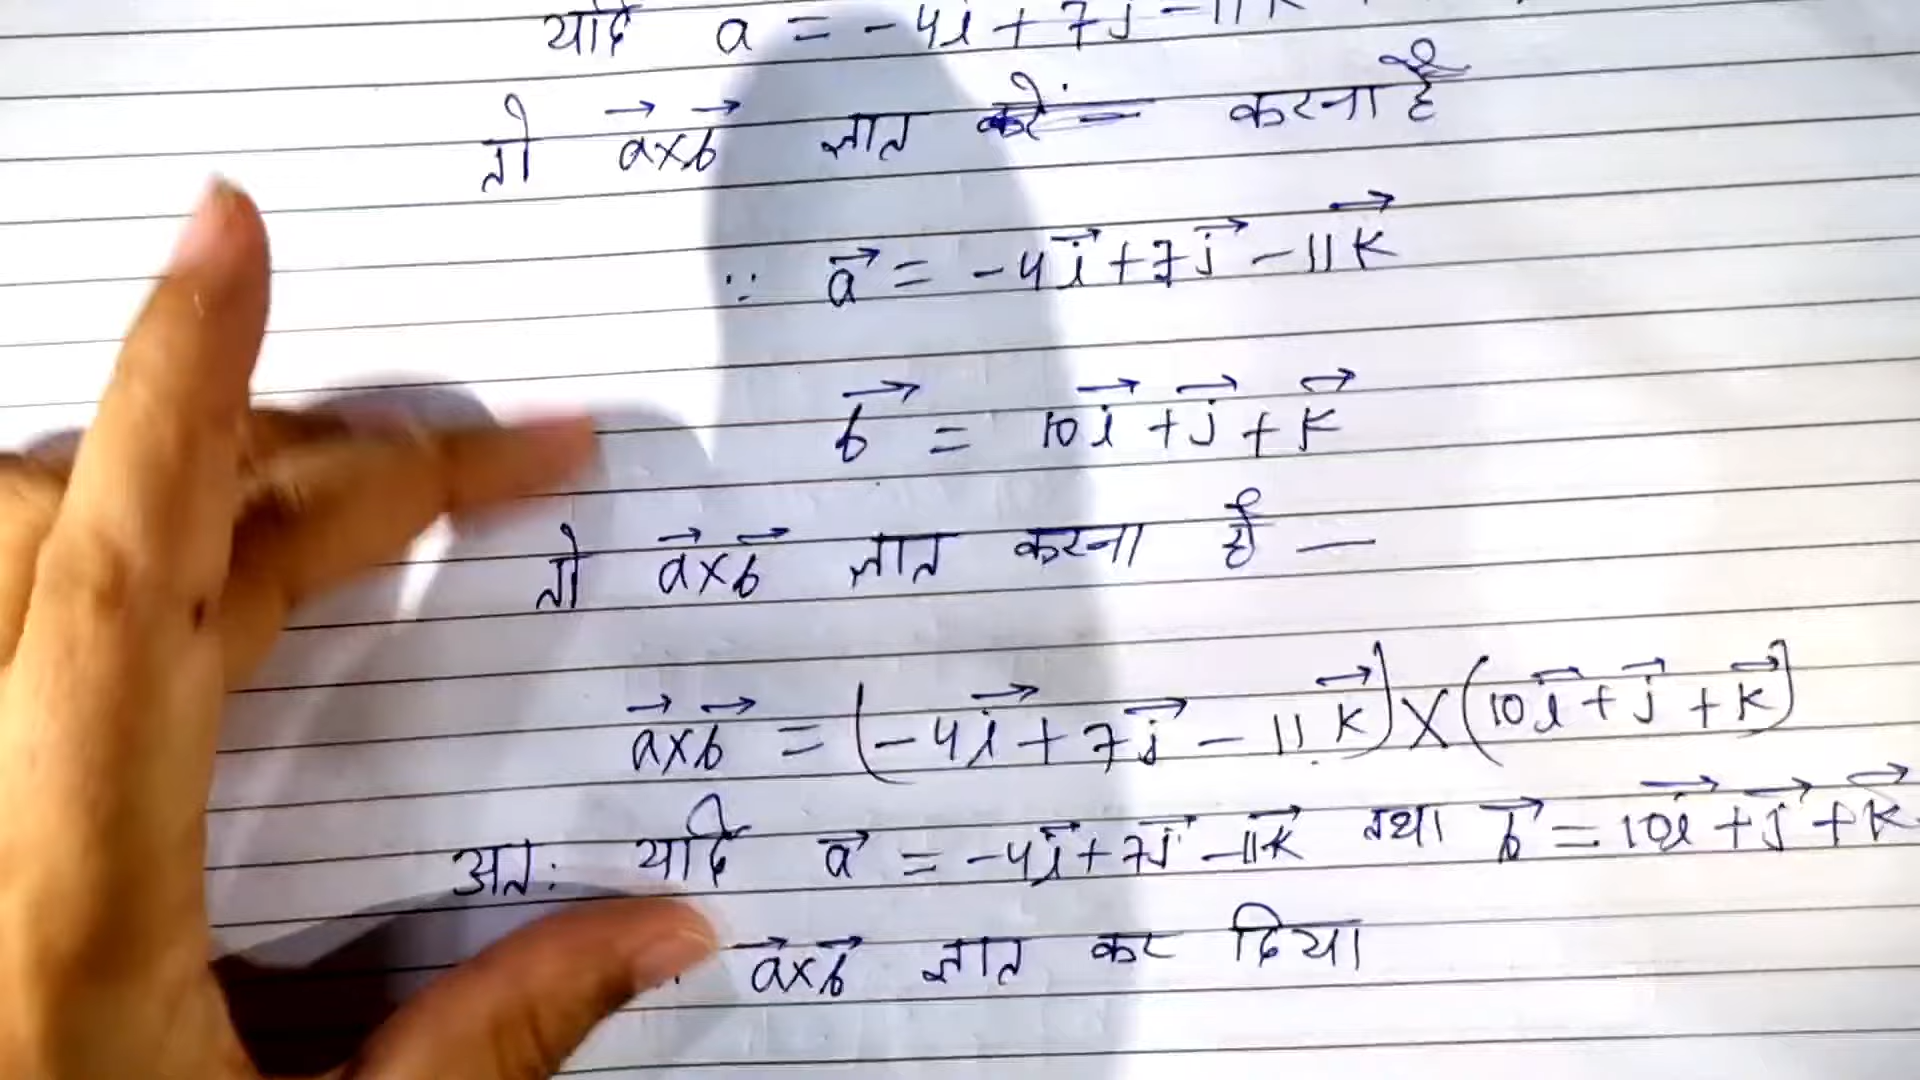 यदि a = -4i + 7j - 11k
तो a⃗×b⃗ ज्ञात करना है
∵ a⃗ = -4i⃗ + 7j⃗ - 11k⃗
b⃗ = 10i⃗ + j⃗ + k⃗
तो a⃗×b⃗ ज्ञात करना है —
a⃗×b⃗ = (-4i⃗ + 7j⃗ - 11k⃗) × (10i⃗ + j⃗ + k⃗)
अतः यदि a⃗ = -4i⃗ + 7j⃗ - 11k⃗ तथा b⃗ = 10i⃗ + j⃗ + k⃗
a⃗×b⃗ ज्ञात कर दिया